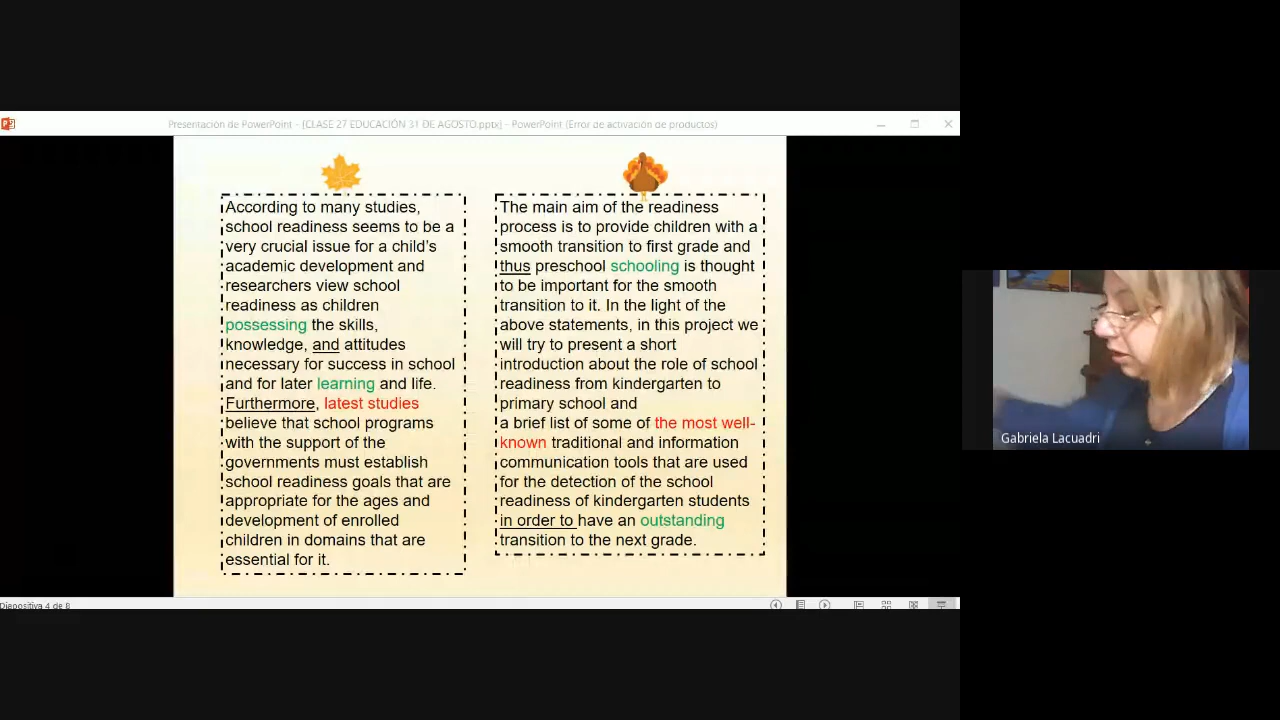 Presentación de PowerPoint - [CLASE 27 EDUCACIÓN 31 DE AGOSTO.pptx] - PowerPoint (Error de activación de productos)
According to many studies,
school readiness seems to be a
very crucial issue for a child's
academic development and
researchers view school
readiness as children
possessing the skills,
knowledge, and attitudes
necessary for success in school
and for later learning and life.
Furthermore, latest studies
believe that school programs
with the support of the
governments must establish
school readiness goals that are
appropriate for the ages and
development of enrolled
children in domains that are
essential for it.
The main aim of the readiness
process is to provide children with a
smooth transition to first grade and
thus preschool schooling is thought
to be important for the smooth
transition to it. In the light of the
above statements, in this project we
will try to present a short
introduction about the role of school
readiness from kindergarten to
primary school and
a brief list of some of the most well-
known traditional and information
communication tools that are used
for the detection of the school
readiness of kindergarten students
in order to have an outstanding
transition to the next grade.
Gabriela Lacuadri
Diapositiva 4 de 8